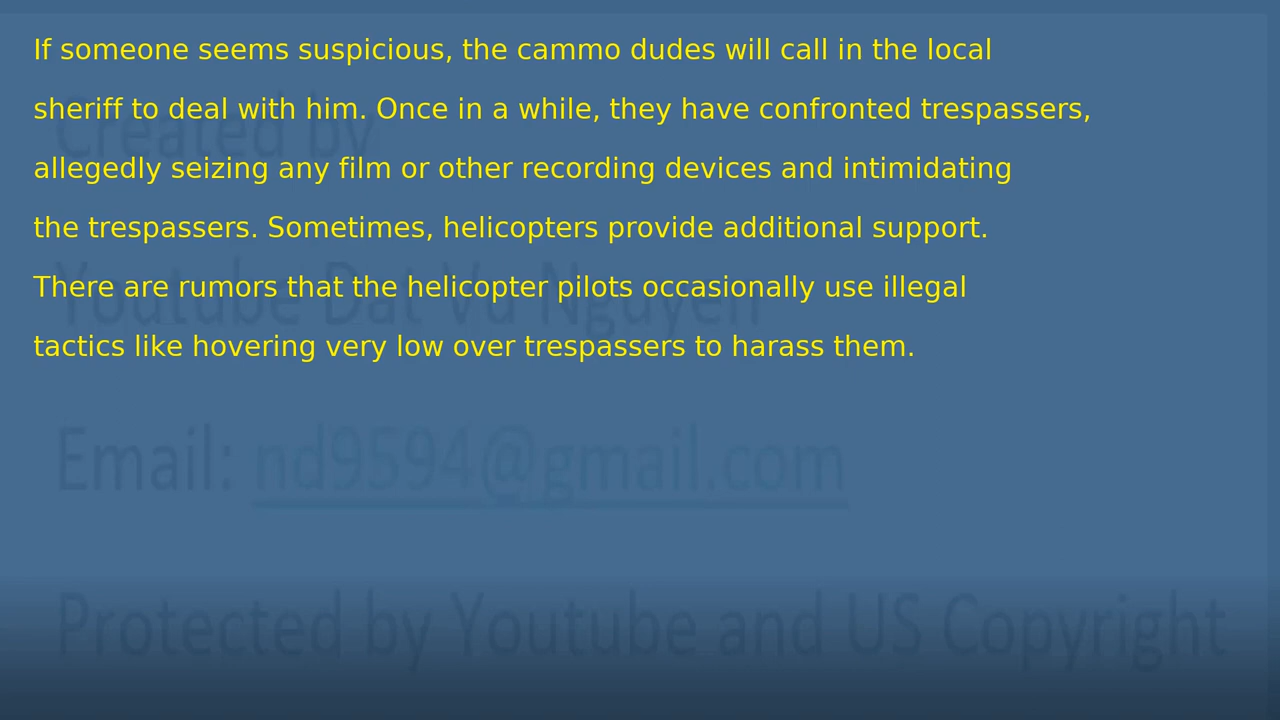 If someone seems suspicious, the cammo dudes will call in the local
sheriff to deal with him. Once in a while, they have confronted trespassers,
allegedly seizing any film or other recording devices and intimidating
the trespassers. Sometimes, helicopters provide additional support.
There are rumors that the helicopter pilots occasionally use illegal
tactics like hovering very low over trespassers to harass them.
Created by
Youtube Dat Vu Nguyen
Email: nd9594@gmail.com
Protected by Youtube and US Copyright